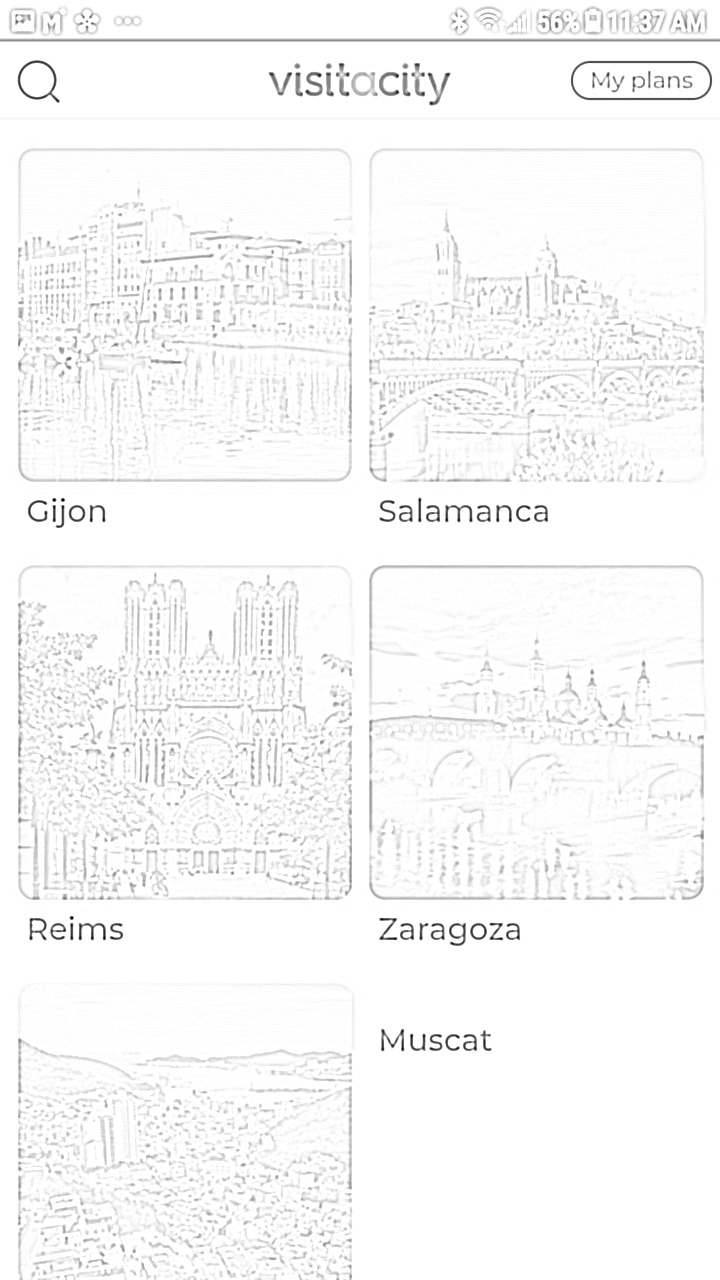 56% 11:37 AM
visitacity
My plans
Gijon
Salamanca
Reims
Zaragoza
Muscat